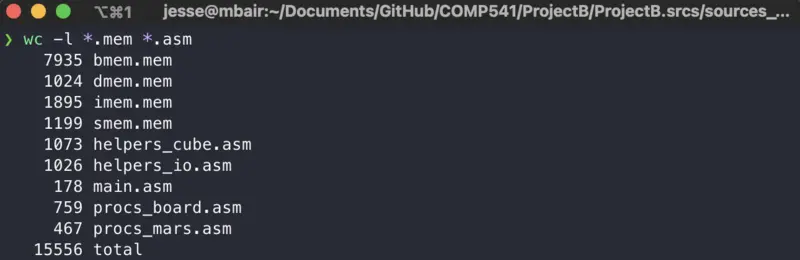 ⌥⌘1 jesse@mbair:~/Documents/GitHub/COMP541/ProjectB/ProjectB.srcs/sources_...
❯ wc -l *.mem *.asm
7935 bmem.mem
1024 dmem.mem
1895 imem.mem
1199 smem.mem
1073 helpers_cube.asm
1026 helpers_io.asm
178 main.asm
759 procs_board.asm
467 procs_mars.asm
15556 total